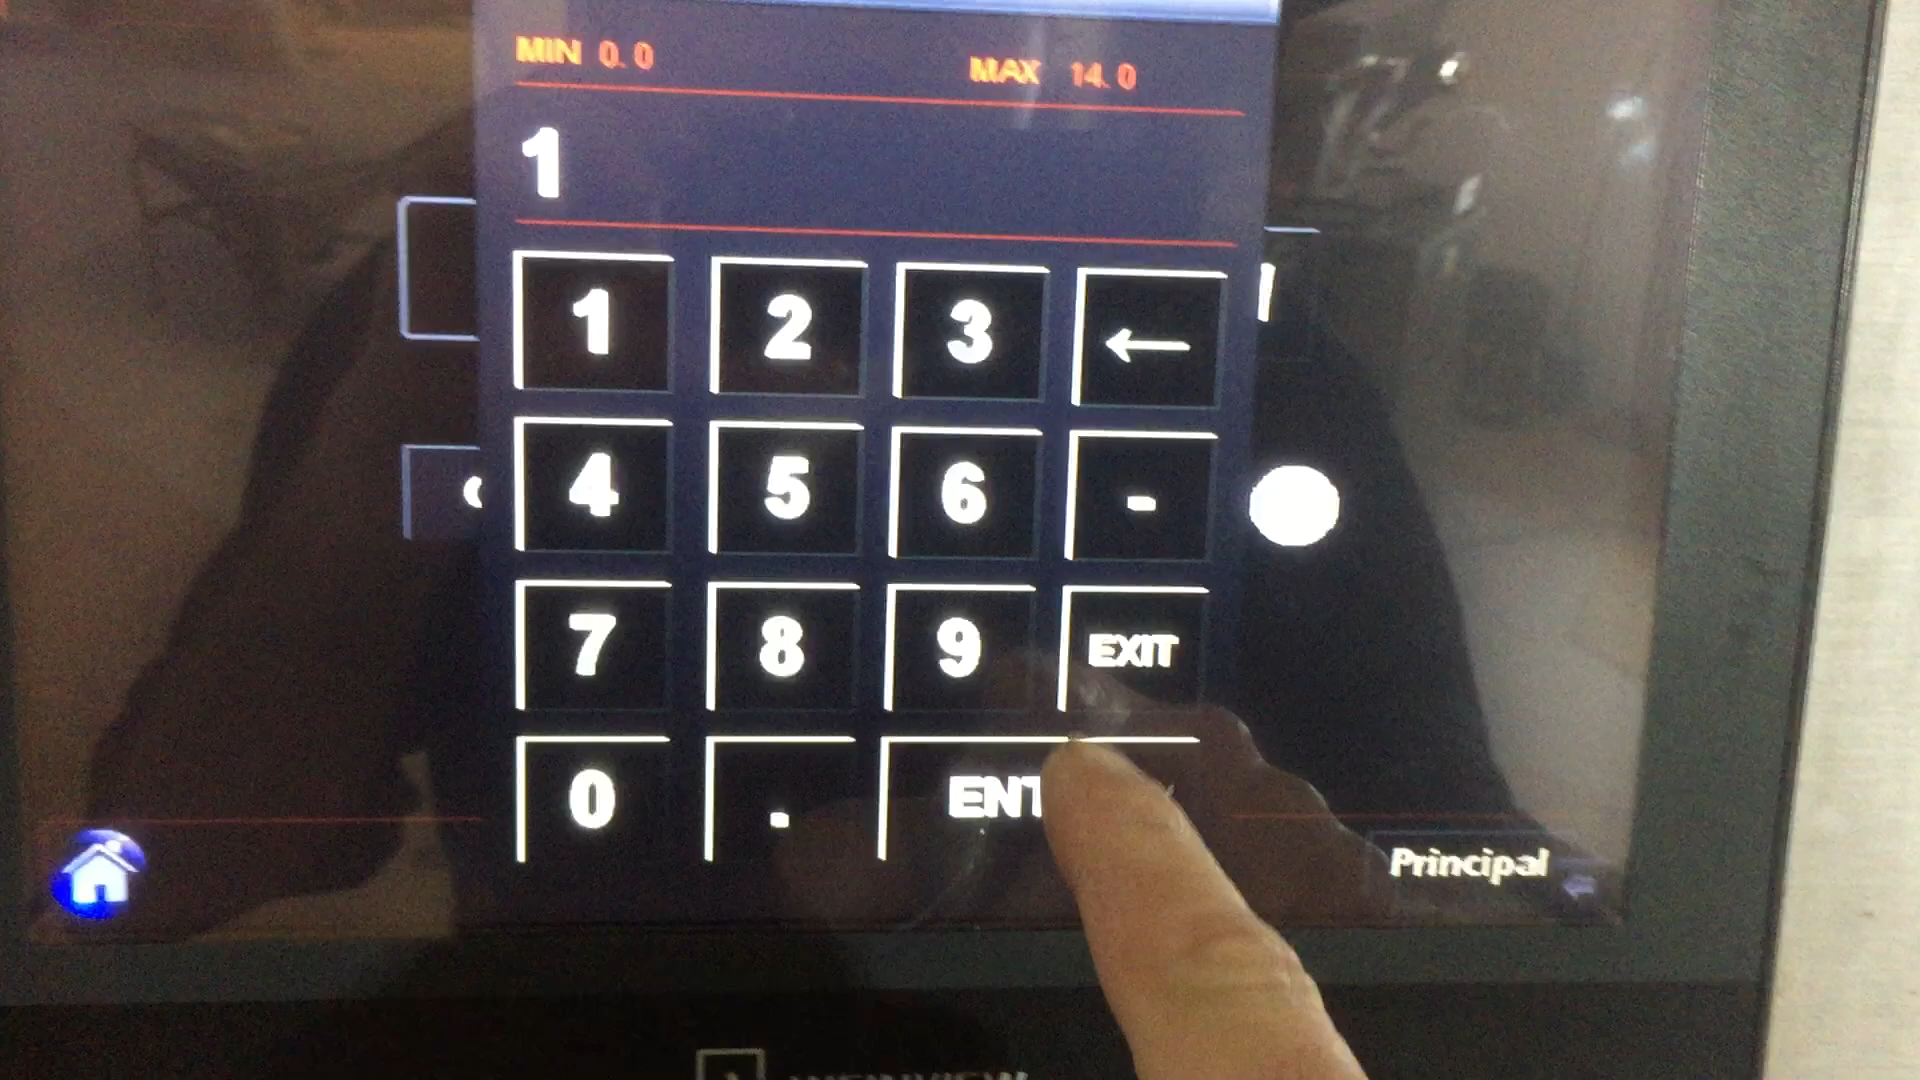 MIN 0.0 MAX 14.0
1
1 2 3 ←
4 5 6 -
7 8 9 EXIT
0 . ENT
Principal